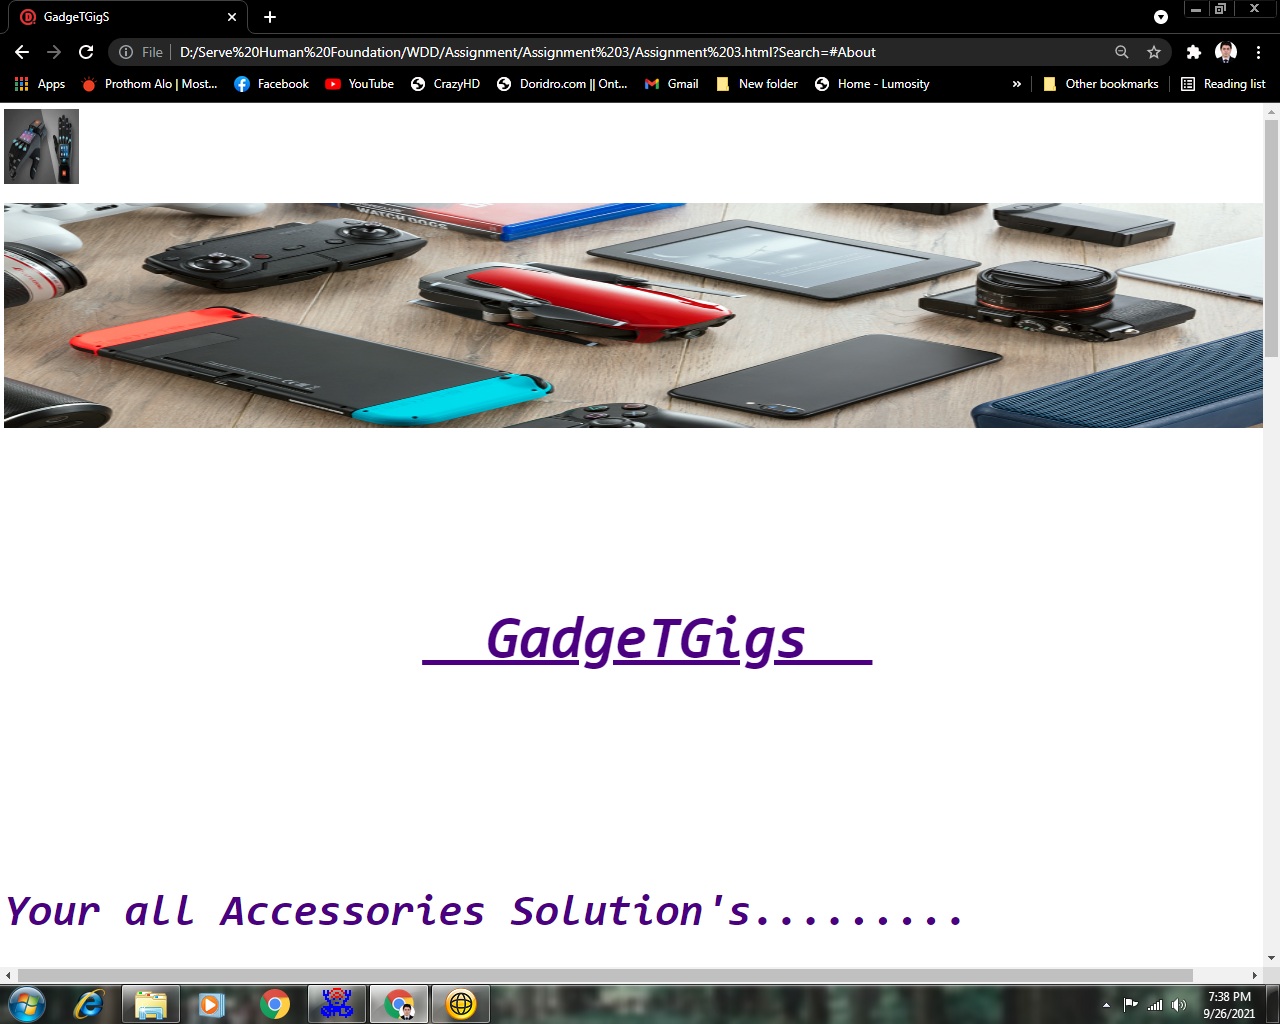 GadgeTGigS
File
D:/Serve%20Human%20Foundation/WDD/Assignment/Assignment%203/Assignment%203.html?Search=#About
Apps Prothom Alo | Most... Facebook YouTube CrazyHD Doridro.com || Ont... Gmail New folder Home - Lumosity » Other bookmarks Reading list
WATCH DOGS
GadgeTGigs
Your all Accessories Solution's.........
7:38 PM
9/26/2021